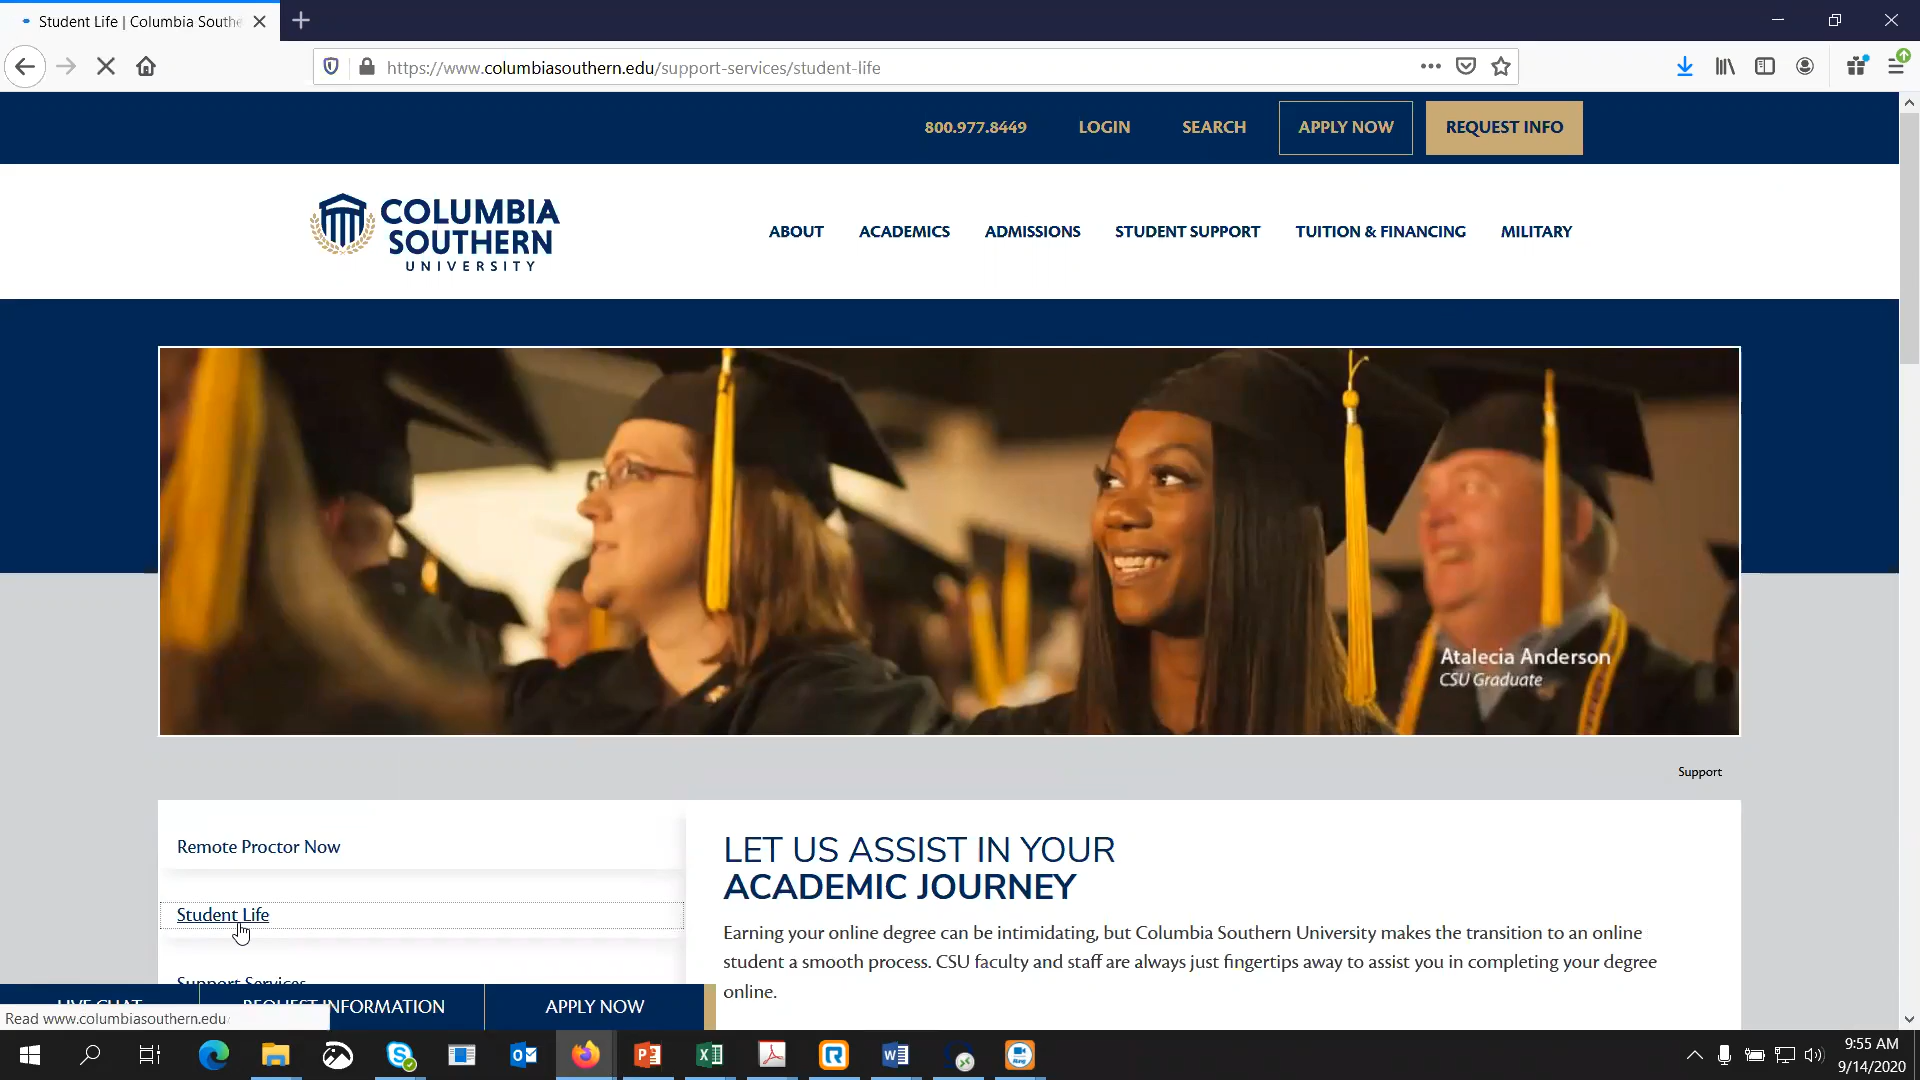 Student Life | Columbia Southe
https://www.columbiasouthern.edu/support-services/student-life
800.977.8449 LOGIN SEARCH APPLY NOW REQUEST INFO
COLUMBIA
SOUTHERN
UNIVERSITY
ABOUT ACADEMICS ADMISSIONS STUDENT SUPPORT TUITION & FINANCING MILITARY
Atalecia Anderson
CSU Graduate
Support
Remote Proctor Now
Student Life
Support Services
LET US ASSIST IN YOUR
ACADEMIC JOURNEY
Earning your online degree can be intimidating, but Columbia Southern University makes the transition to an online
student a smooth process. CSU faculty and staff are always just fingertips away to assist you in completing your degree
online.
LIVE CHAT REQUEST INFORMATION APPLY NOW
Read www.columbiasouthern.edu
9:55 AM
9/14/2020